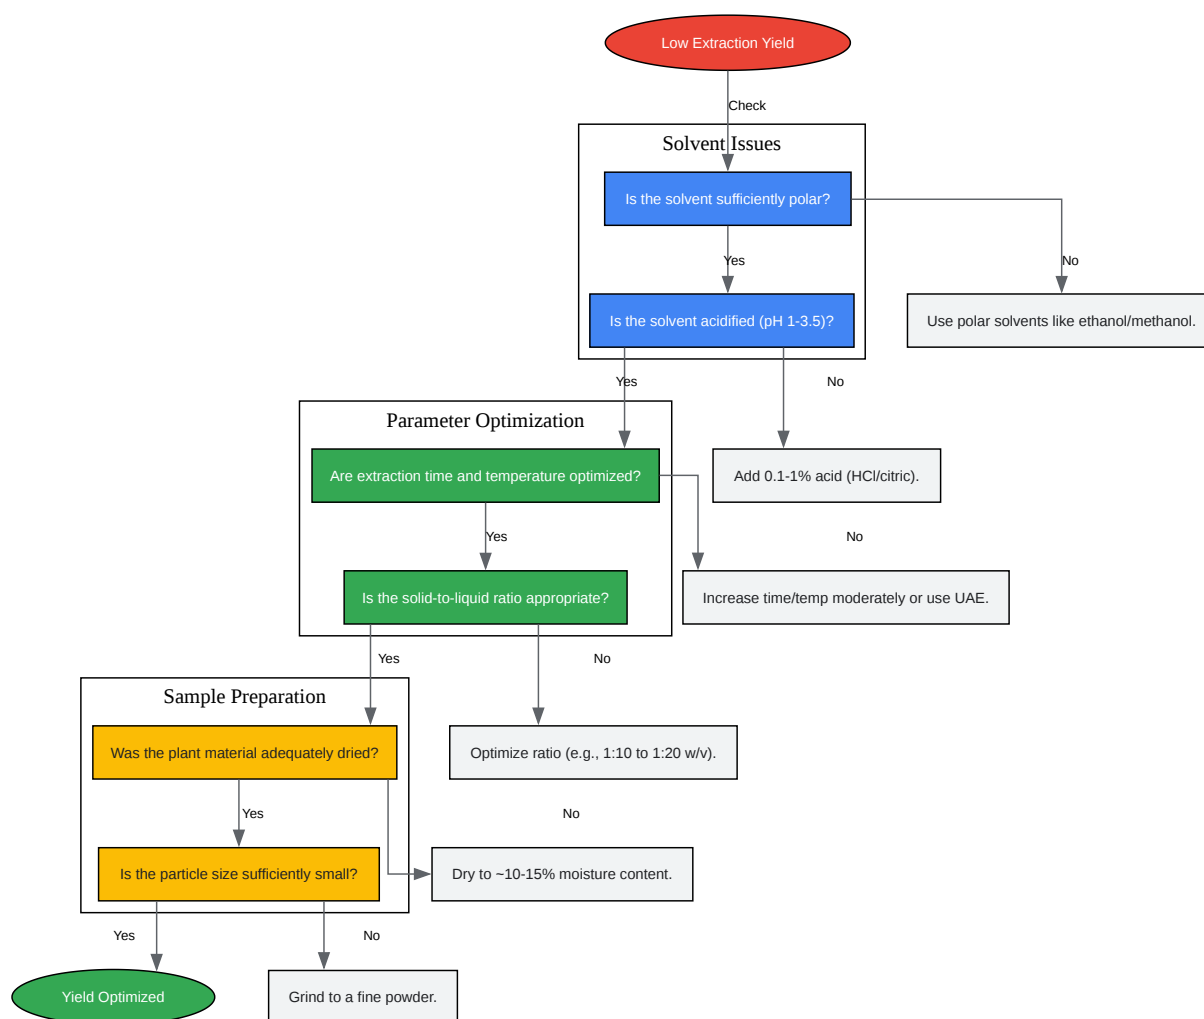 Low Extraction Yield
Check
Solvent Issues
Is the solvent sufficiently polar?
Yes
No
Is the solvent acidified (pH 1-3.5)?
Use polar solvents like ethanol/methanol.
Yes
No
Parameter Optimization
Are extraction time and temperature optimized?
Add 0.1-1% acid (HCl/citric).
Yes
No
Is the solid-to-liquid ratio appropriate?
Increase time/temp moderately or use UAE.
Yes
No
Sample Preparation
Was the plant material adequately dried?
Optimize ratio (e.g., 1:10 to 1:20 w/v).
Yes
No
Is the particle size sufficiently small?
Dry to ~10-15% moisture content.
Yes
No
Yield Optimized
Grind to a fine powder.